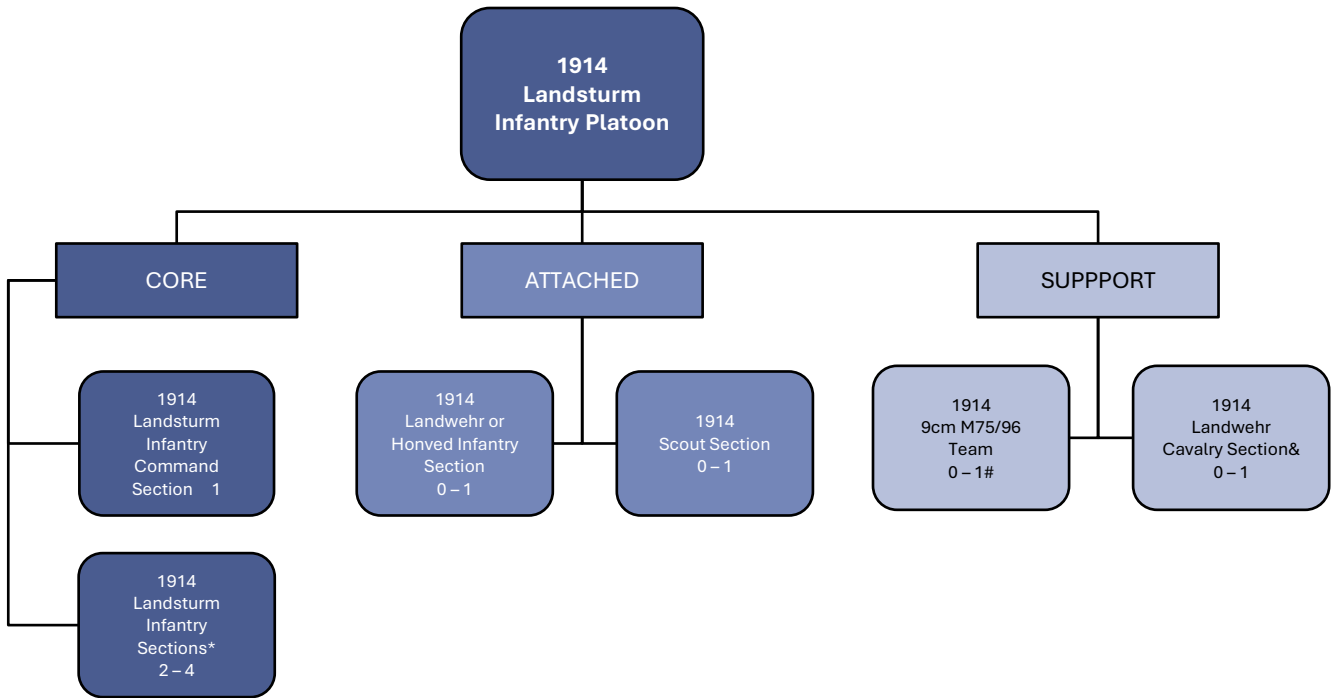 1914
Landsturm
Infantry Platoon
CORE
ATTACHED
SUPPPORT
1914
Landsturm
Infantry
Command
Section 1
1914
Landwehr or
Honved Infantry
Section
0 – 1
1914
Scout Section
0 – 1
1914
9cm M75/96
Team
0 – 1#
1914
Landwehr
Cavalry Section&
0 – 1
1914
Landsturm
Infantry
Sections*
2 – 4